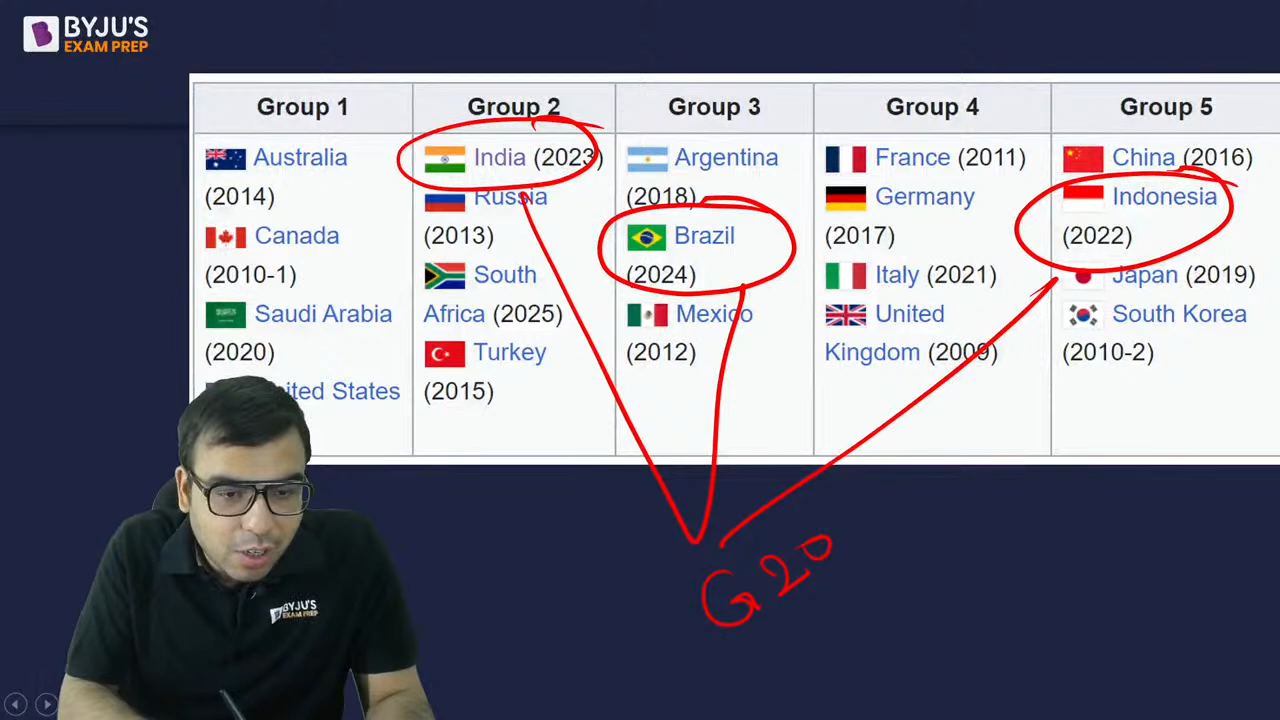 BYJU'S
EXAM PREP
Group 1
Australia
(2014)
Canada
(2010-1)
Saudi Arabia
(2020)
United States
Group 2
India (2023)
Russia
(2013)
South
Africa (2025)
Turkey
(2015)
Group 3
Argentina
(2018)
Brazil
(2024)
Mexico
(2012)
Group 4
France (2011)
Germany
(2017)
Italy (2021)
United
Kingdom (2009)
Group 5
China (2016)
Indonesia
(2022)
Japan (2019)
South Korea
(2010-2)
G20
BYJU'S
EXAM PREP